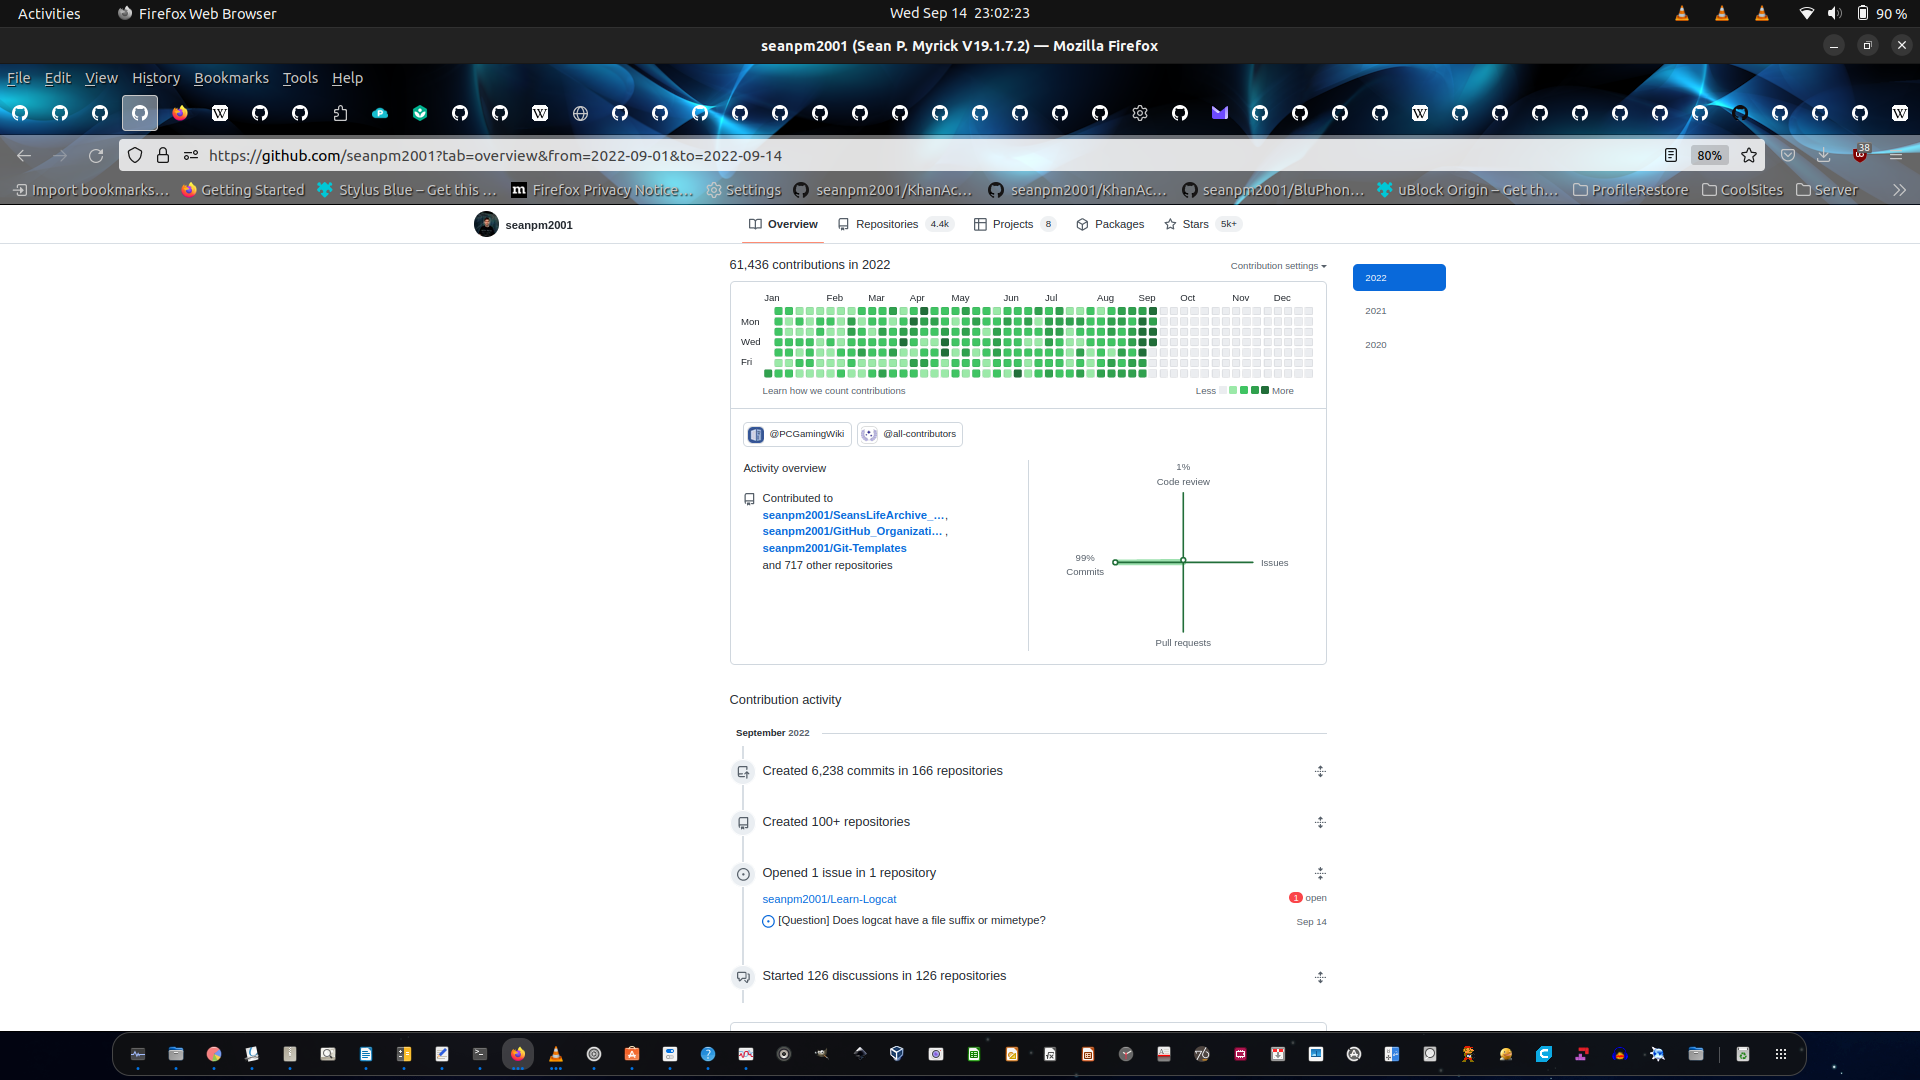 Activities Firefox Web Browser Wed Sep 14 23:02:23 90 %
seanpm2001 (Sean P. Myrick V19.1.7.2) — Mozilla Firefox
File Edit View History Bookmarks Tools Help
https://github.com/seanpm2001?tab=overview&from=2022-09-01&to=2022-09-14 80% 38
Import bookmarks… Getting Started Stylus Blue – Get this … Firefox Privacy Notice… Settings seanpm2001/KhanAc… seanpm2001/KhanAc… seanpm2001/BluPhon… uBlock Origin – Get th… ProfileRestore CoolSites Server
seanpm2001 Overview Repositories 4.4k Projects 8 Packages Stars 5k+
61,436 contributions in 2022 Contribution settings
2022
2021
2020
Jan Feb Mar Apr May Jun Jul Aug Sep Oct Nov Dec
Mon
Wed
Fri
Learn how we count contributions Less More
@PCGamingWiki @all-contributors
Activity overview
Contributed to
seanpm2001/SeansLifeArchive_… ,
seanpm2001/GitHub_Organizati… ,
seanpm2001/Git-Templates
and 717 other repositories
1%
Code review
99%
Commits
Issues
Pull requests
Contribution activity
September 2022
Created 6,238 commits in 166 repositories
Created 100+ repositories
Opened 1 issue in 1 repository
seanpm2001/Learn-Logcat 1 open
[Question] Does logcat have a file suffix or mimetype? Sep 14
Started 126 discussions in 126 repositories